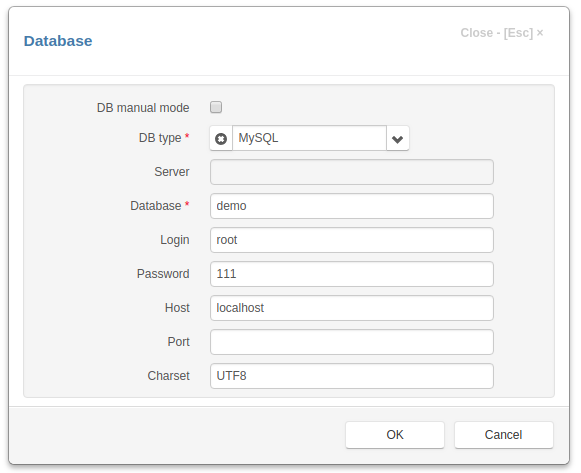 Database
Close - [Esc] ×
DB manual mode
DB type * MySQL
Server
Database * demo
Login root
Password 111
Host localhost
Port
Charset UTF8
OK Cancel